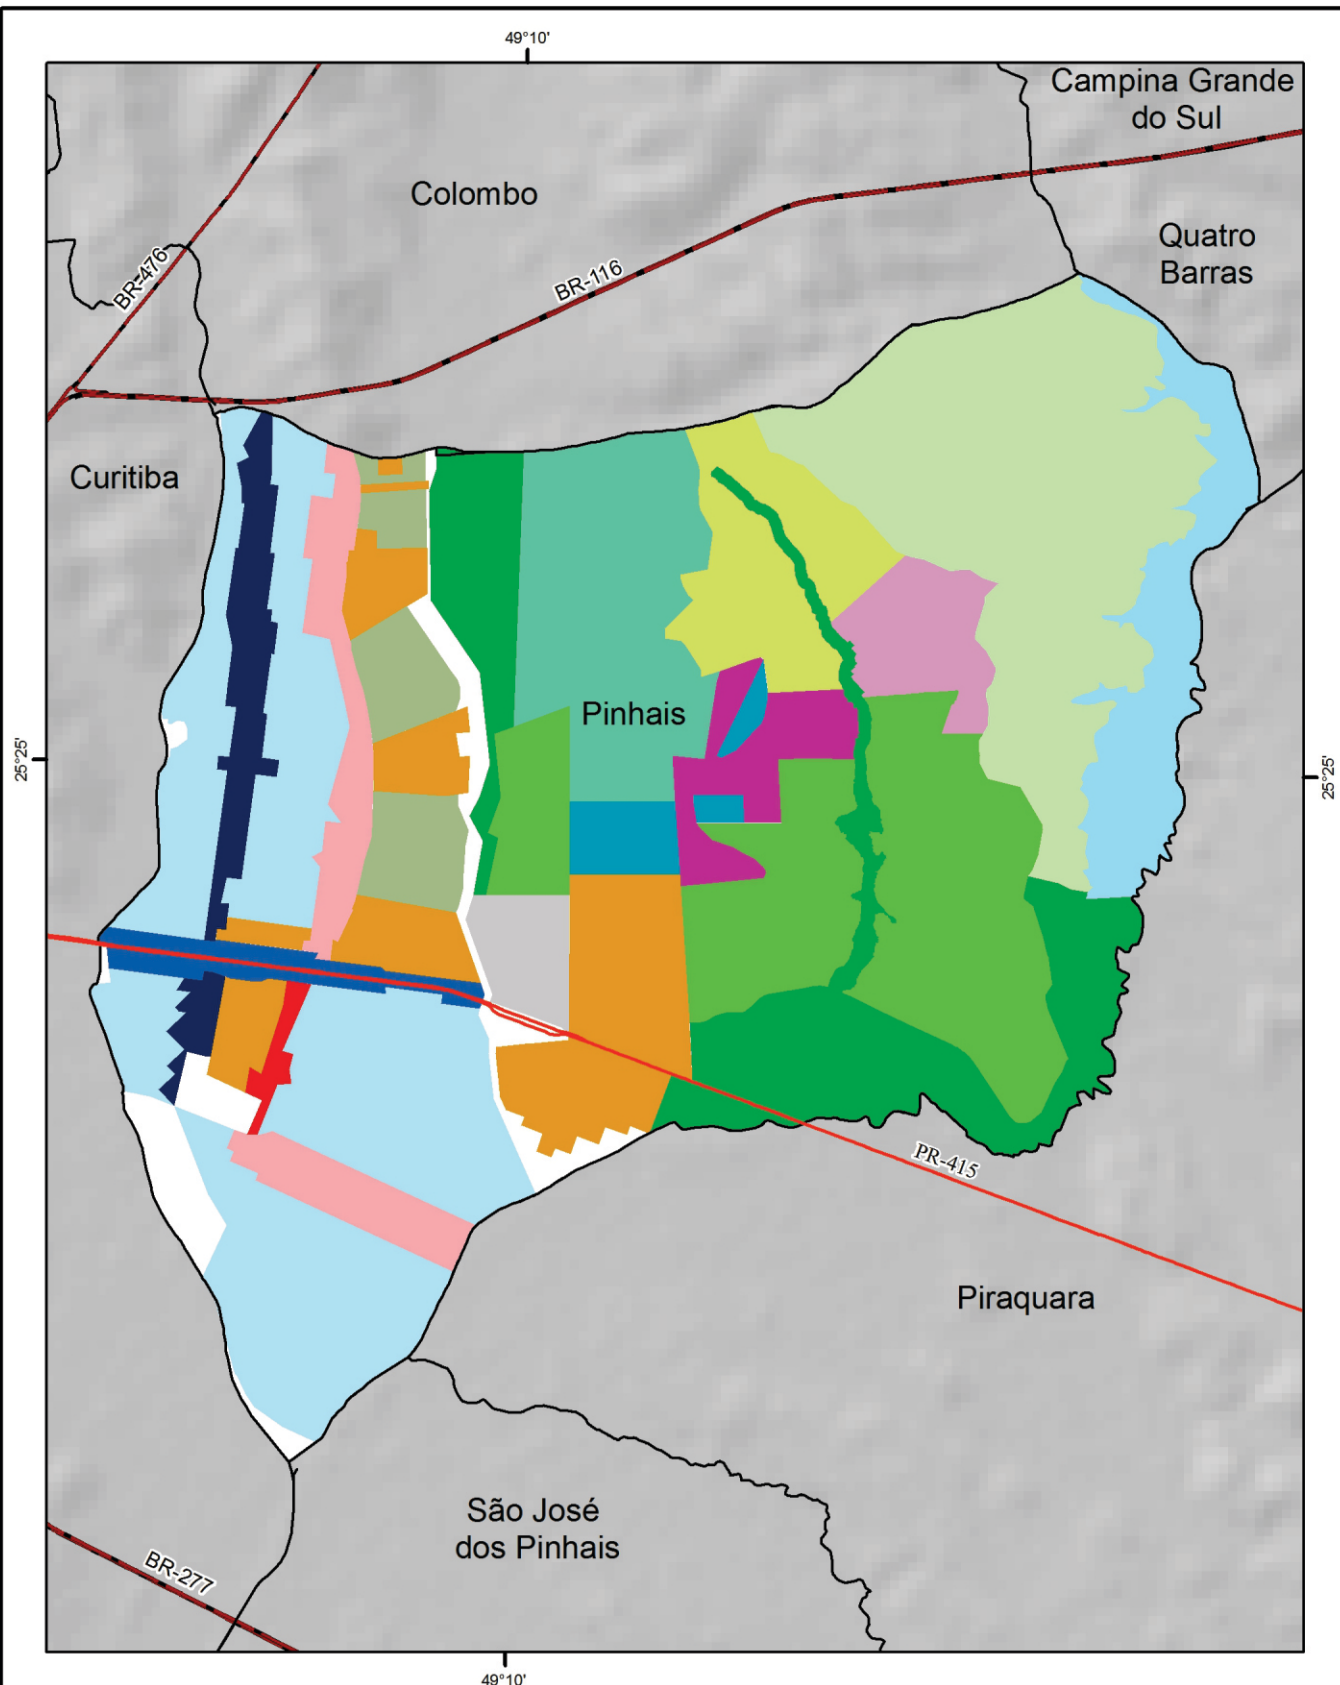 49°10'
Campina Grande
do Sul
Colombo
Quatro
Barras
BR-476
BR-116
Curitiba
Pinhais
25°25'
25°25'
PR-415
Piraquara
São José
dos Pinhais
BR-277
49°10'